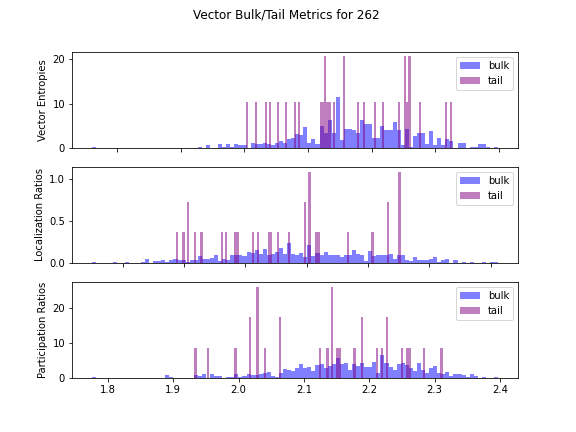 Vector Bulk/Tail Metrics for 262
Vector Entropies
20
10
0
bulk
tail
Localization Ratios
1.0
0.5
0.0
bulk
tail
Participation Ratios
20
10
0
bulk
tail
1.8 1.9 2.0 2.1 2.2 2.3 2.4